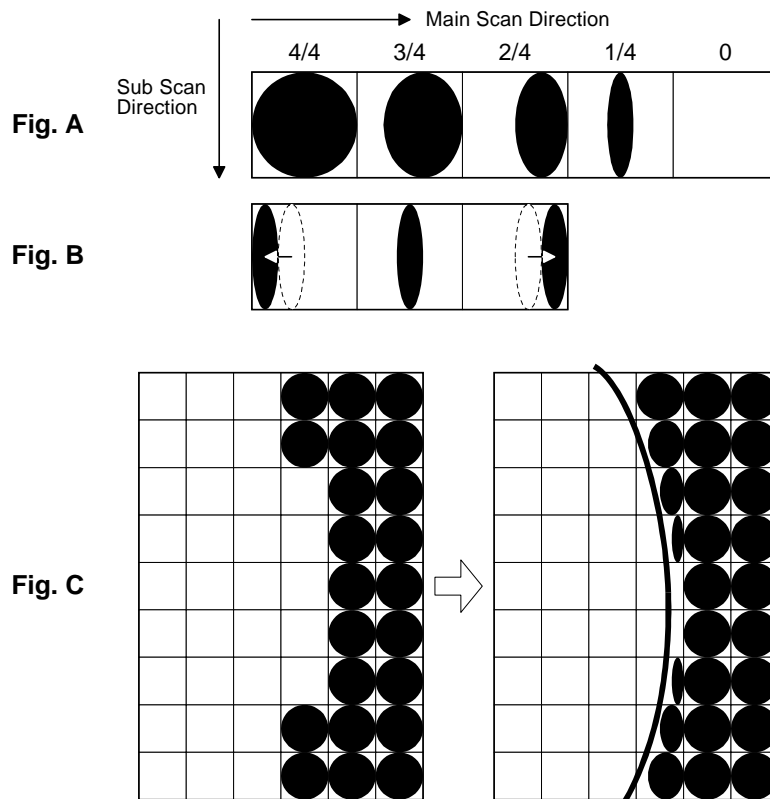 Main Scan Direction
4/4 3/4 2/4 1/4 0
Sub Scan
Direction
Fig. A
Fig. B
Fig. C